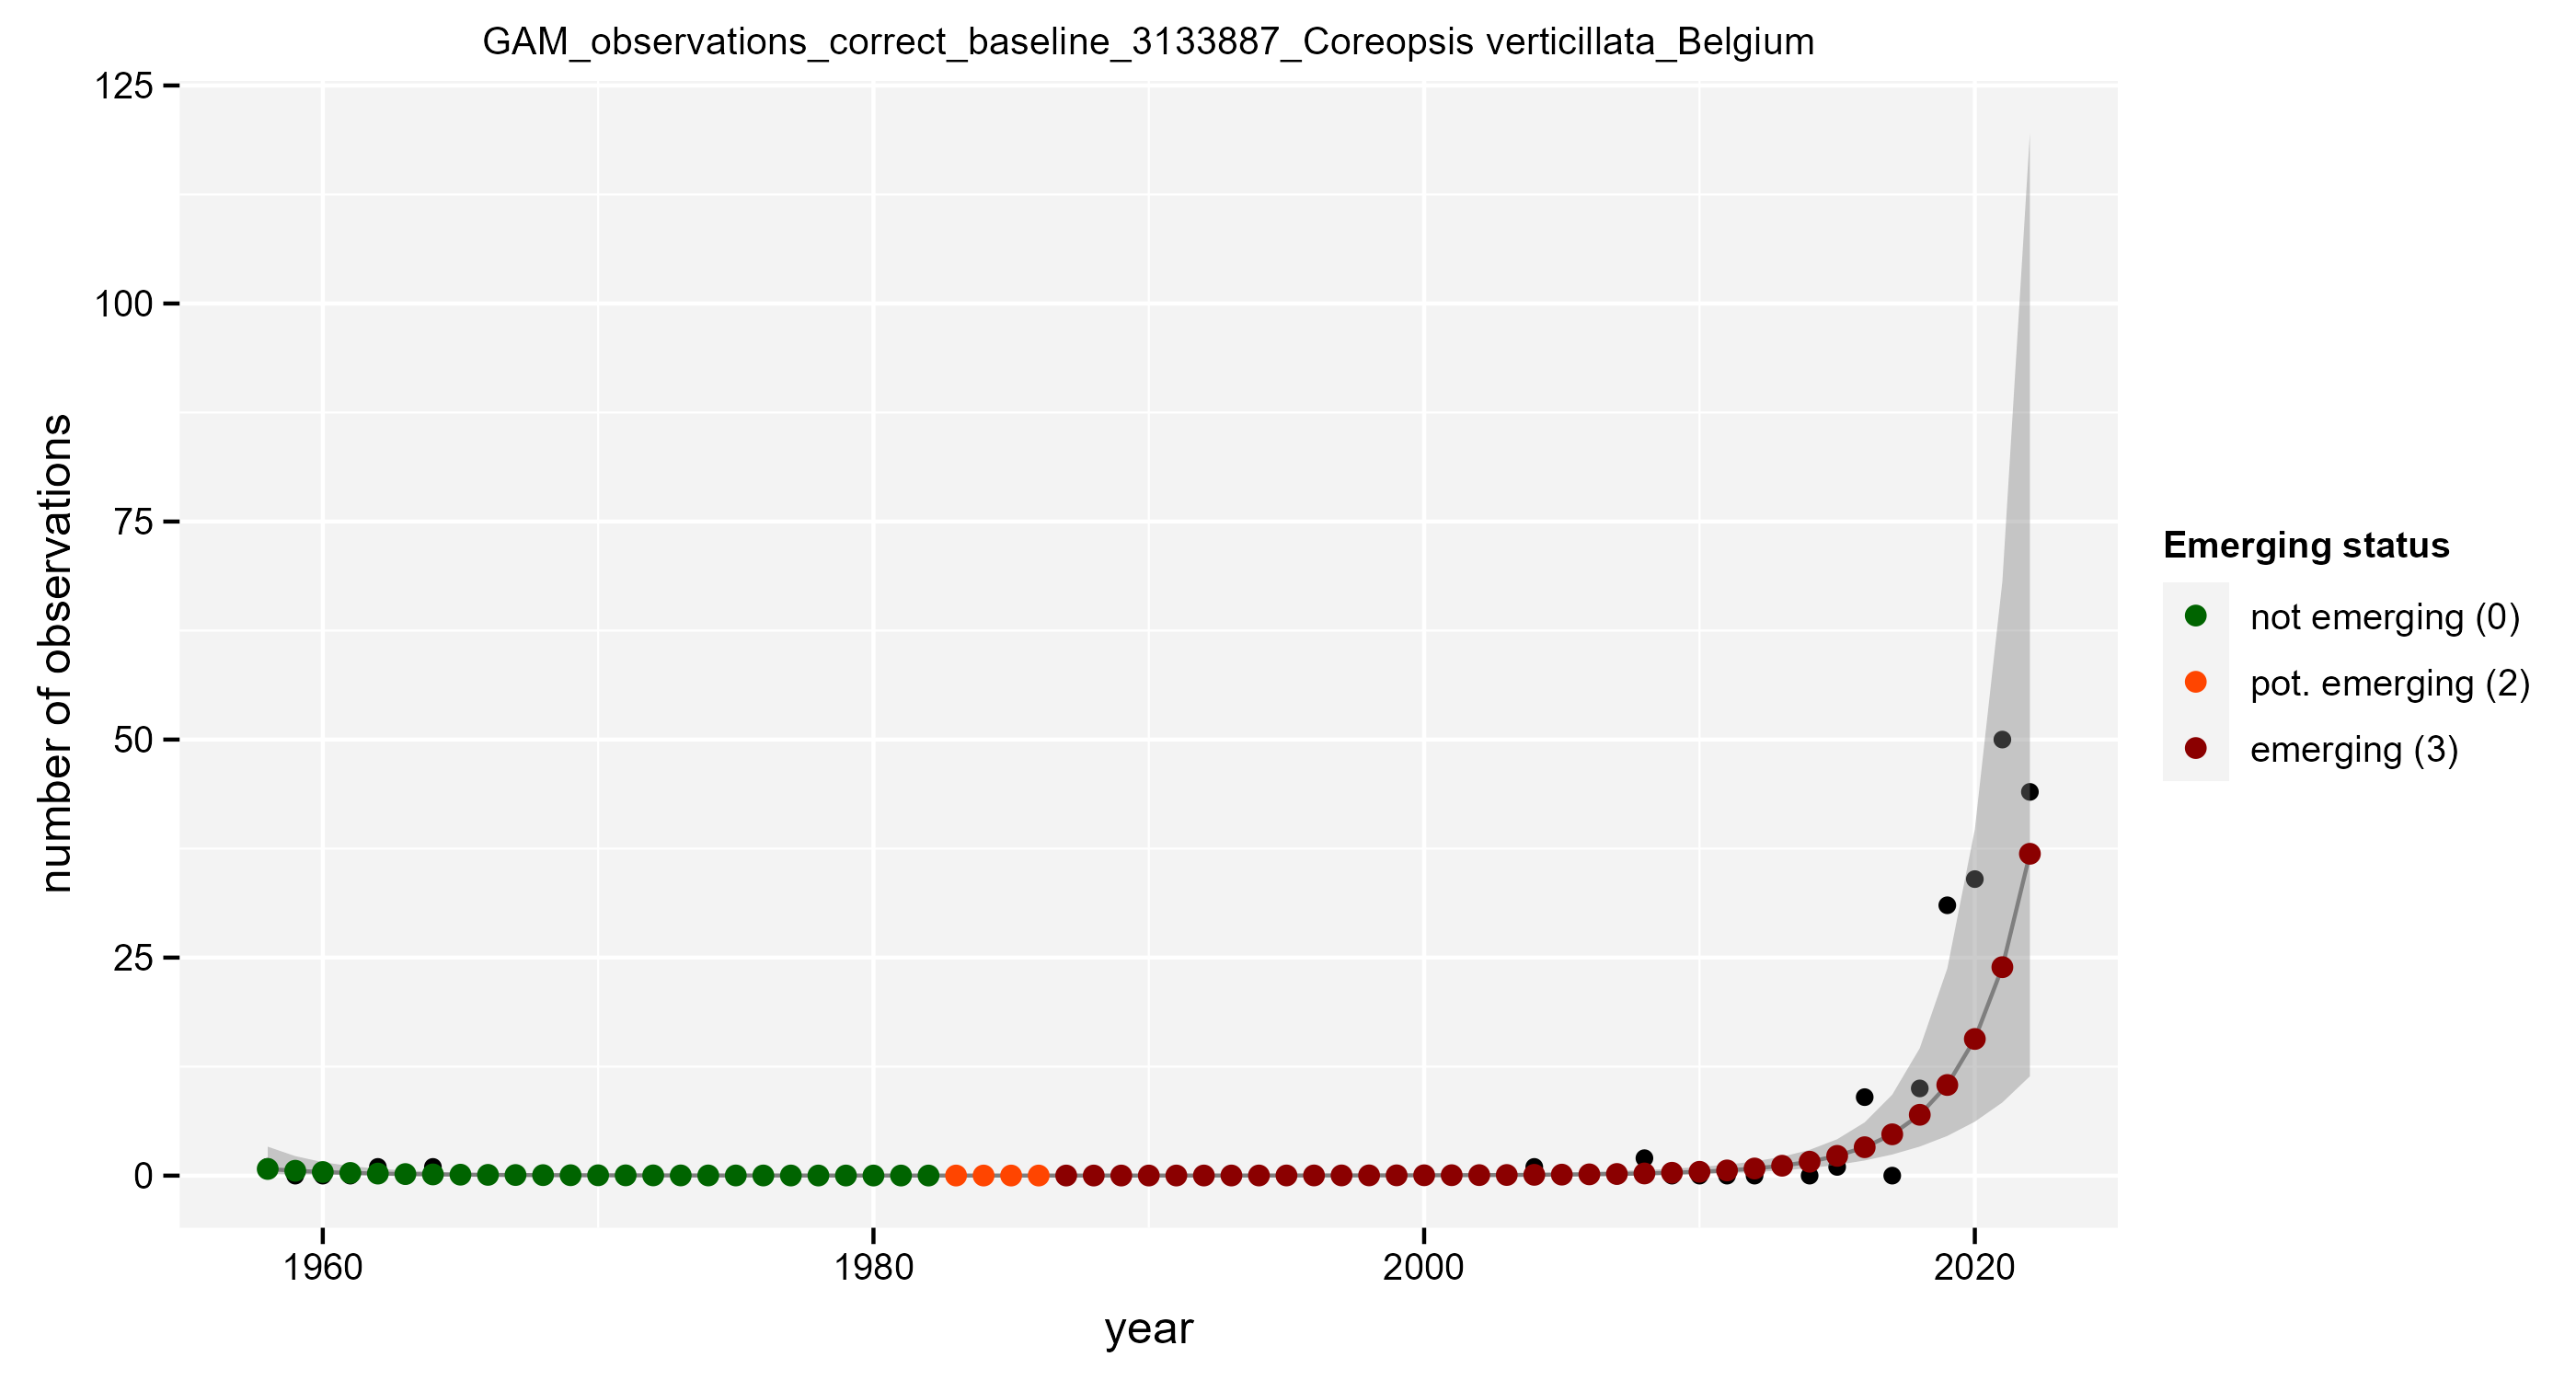 GAM_observations_correct_baseline_3133887_Coreopsis verticillata_Belgium
125
100
75
50
25
0
number of observations
1960
1980
2000
2020
year
Emerging status
not emerging (0)
pot. emerging (2)
emerging (3)